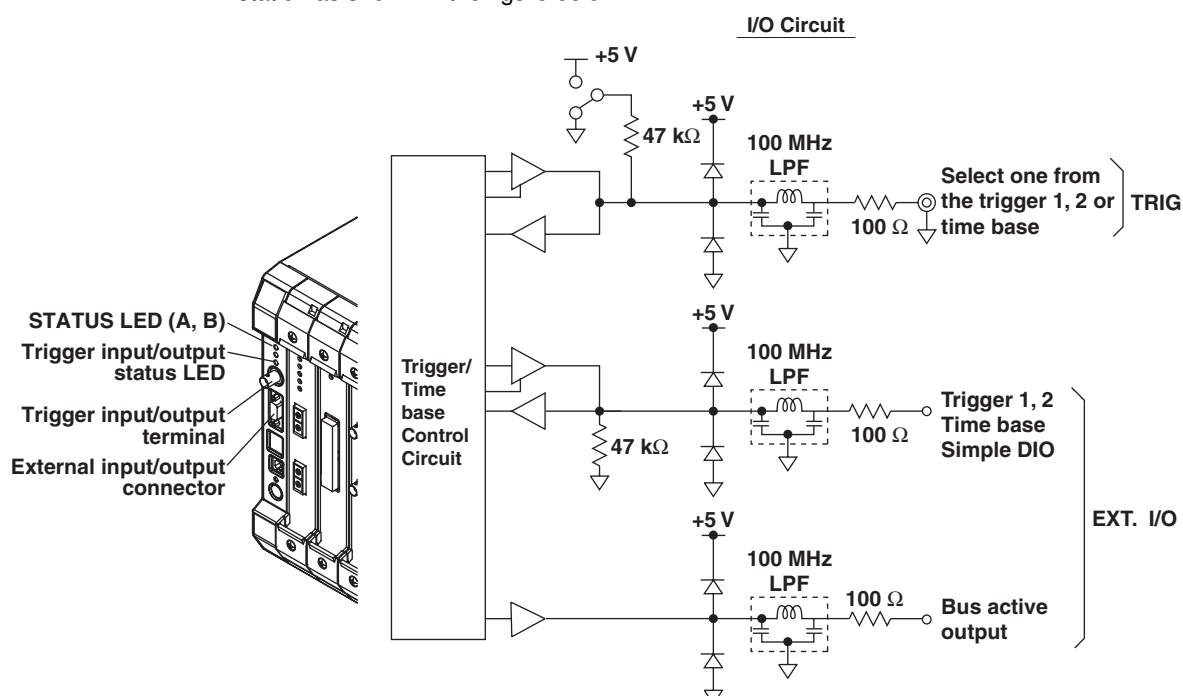 I/O Circuit
+5 V
47 kΩ
+5 V
100 MHz
LPF
100 Ω
Select one from
the trigger 1, 2 or
time base
TRIG
STATUS LED (A, B)
Trigger input/output
status LED
Trigger input/output
terminal
External input/output
connector
Trigger/
Time
base
Control
Circuit
+5 V
47 kΩ
100 MHz
LPF
100 Ω
Trigger 1, 2
Time base
Simple DIO
EXT. I/O
+5 V
100 MHz
LPF
100 Ω
Bus active
output